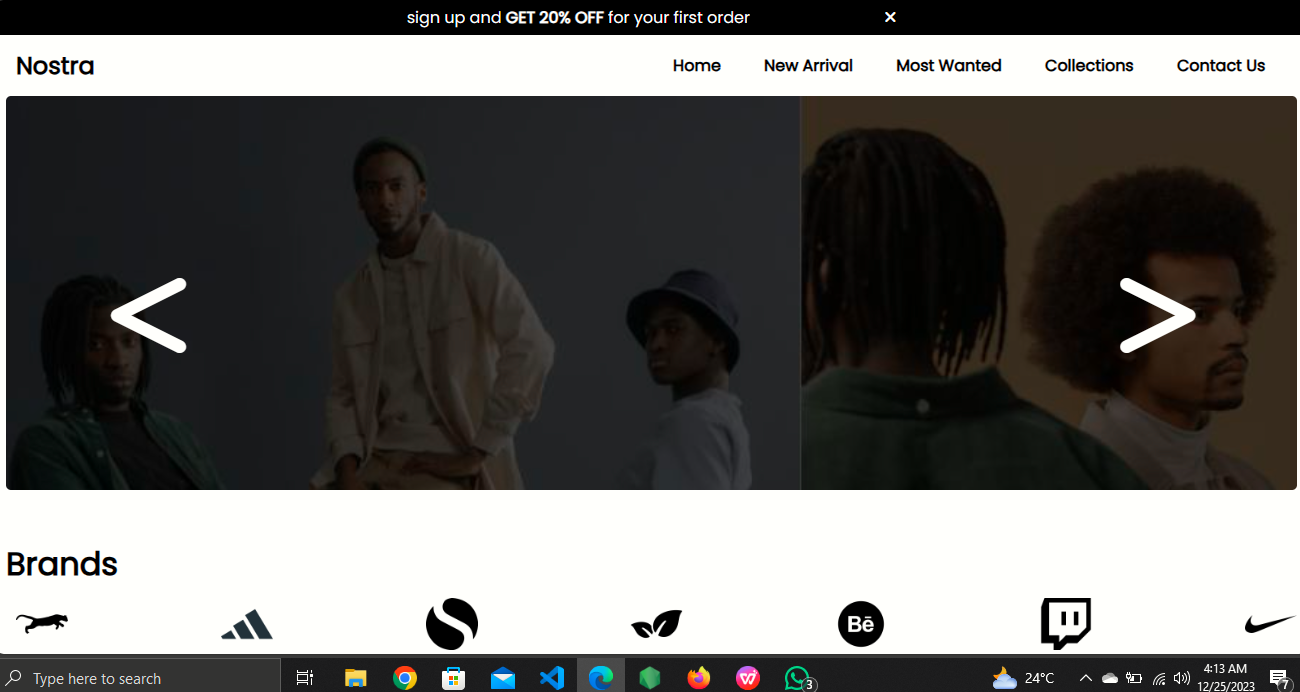 sign up and GET 20% OFF for your first order ×
Nostra Home New Arrival Most Wanted Collections Contact Us
< >
Brands
Bē
Type here to search 3 24°C 4:13 AM
12/25/2023 7